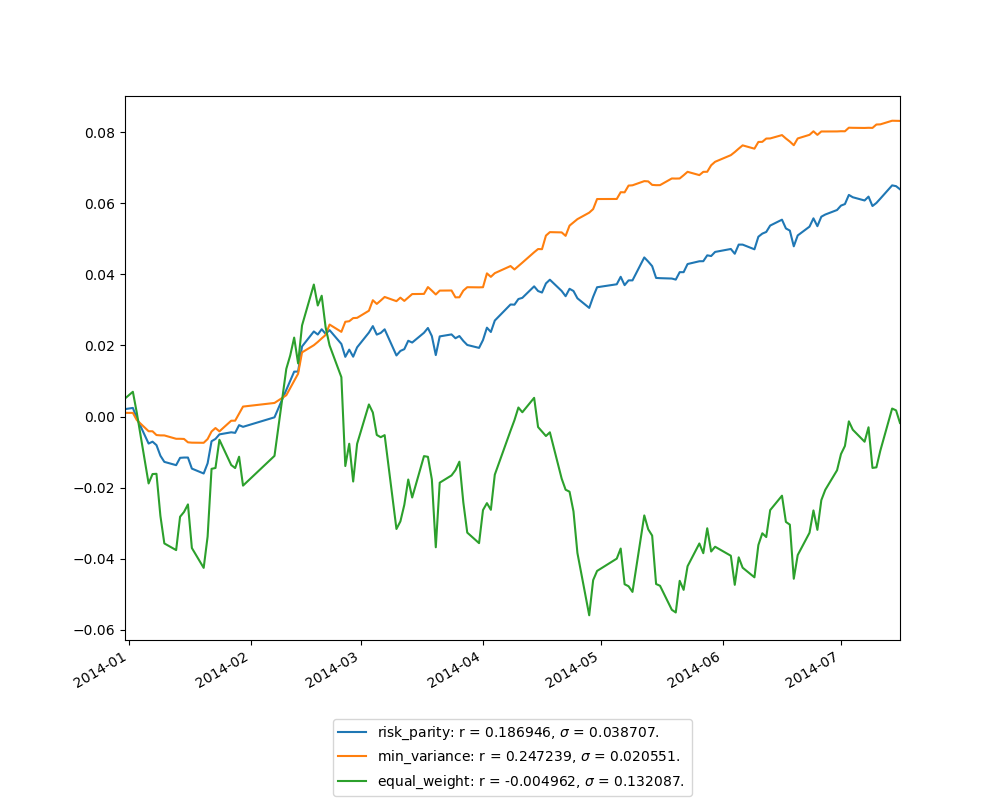 0.08
0.06
0.04
0.02
0.00
−0.02
−0.04
−0.06
2014-01 2014-02 2014-03 2014-04 2014-05 2014-06 2014-07
risk_parity: r = 0.186946, σ = 0.038707.
min_variance: r = 0.247239, σ = 0.020551.
equal_weight: r = -0.004962, σ = 0.132087.